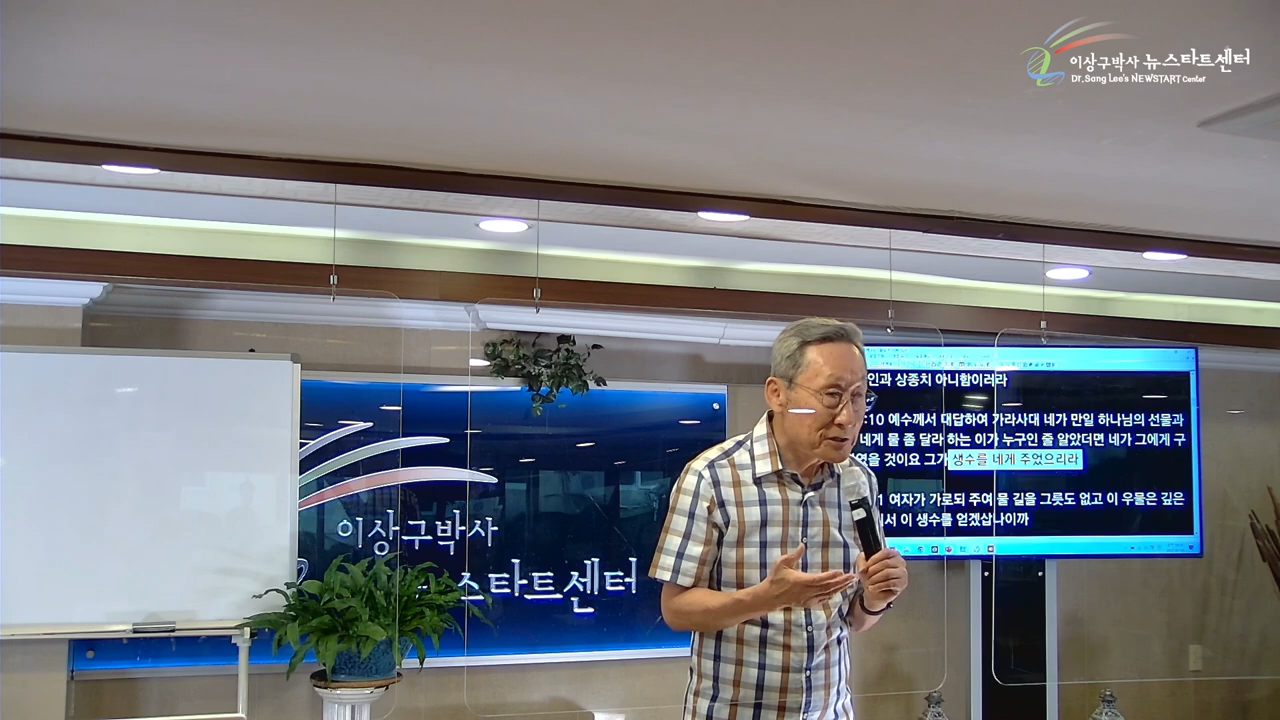 이상구박사 뉴스타트센터
Dr. Sang Lee's NEWSTART Center
이상구박사
스타트센터
인과 상종치 아니함이러라
:10 예수께서 대답하여 가라사대 네가 만일 하나님의 선물과
네게 물 좀 달라 하는 이가 누구인 줄 알았더면 네가 그에게 구
였을 것이요 그가 생수를 네게 주었으리라
1 여자가 가로되 주여 물 길을 그릇도 없고 이 우물은 깊은
서 이 생수를 얻겠삽나이까